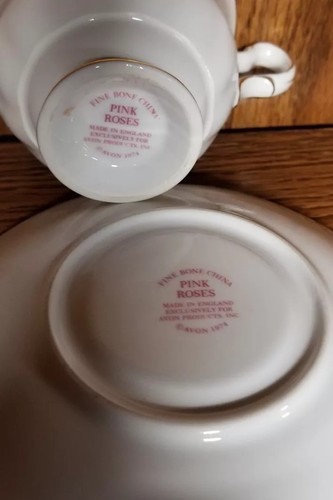 FINE BONE CHINA
PINK
ROSES
MADE IN ENGLAND
EXCLUSIVELY FOR
AVON PRODUCTS, INC
©AVON 1974
FINE BONE CHINA
PINK
ROSES
MADE IN ENGLAND
EXCLUSIVELY FOR
AVON PRODUCTS, INC
©AVON 1974